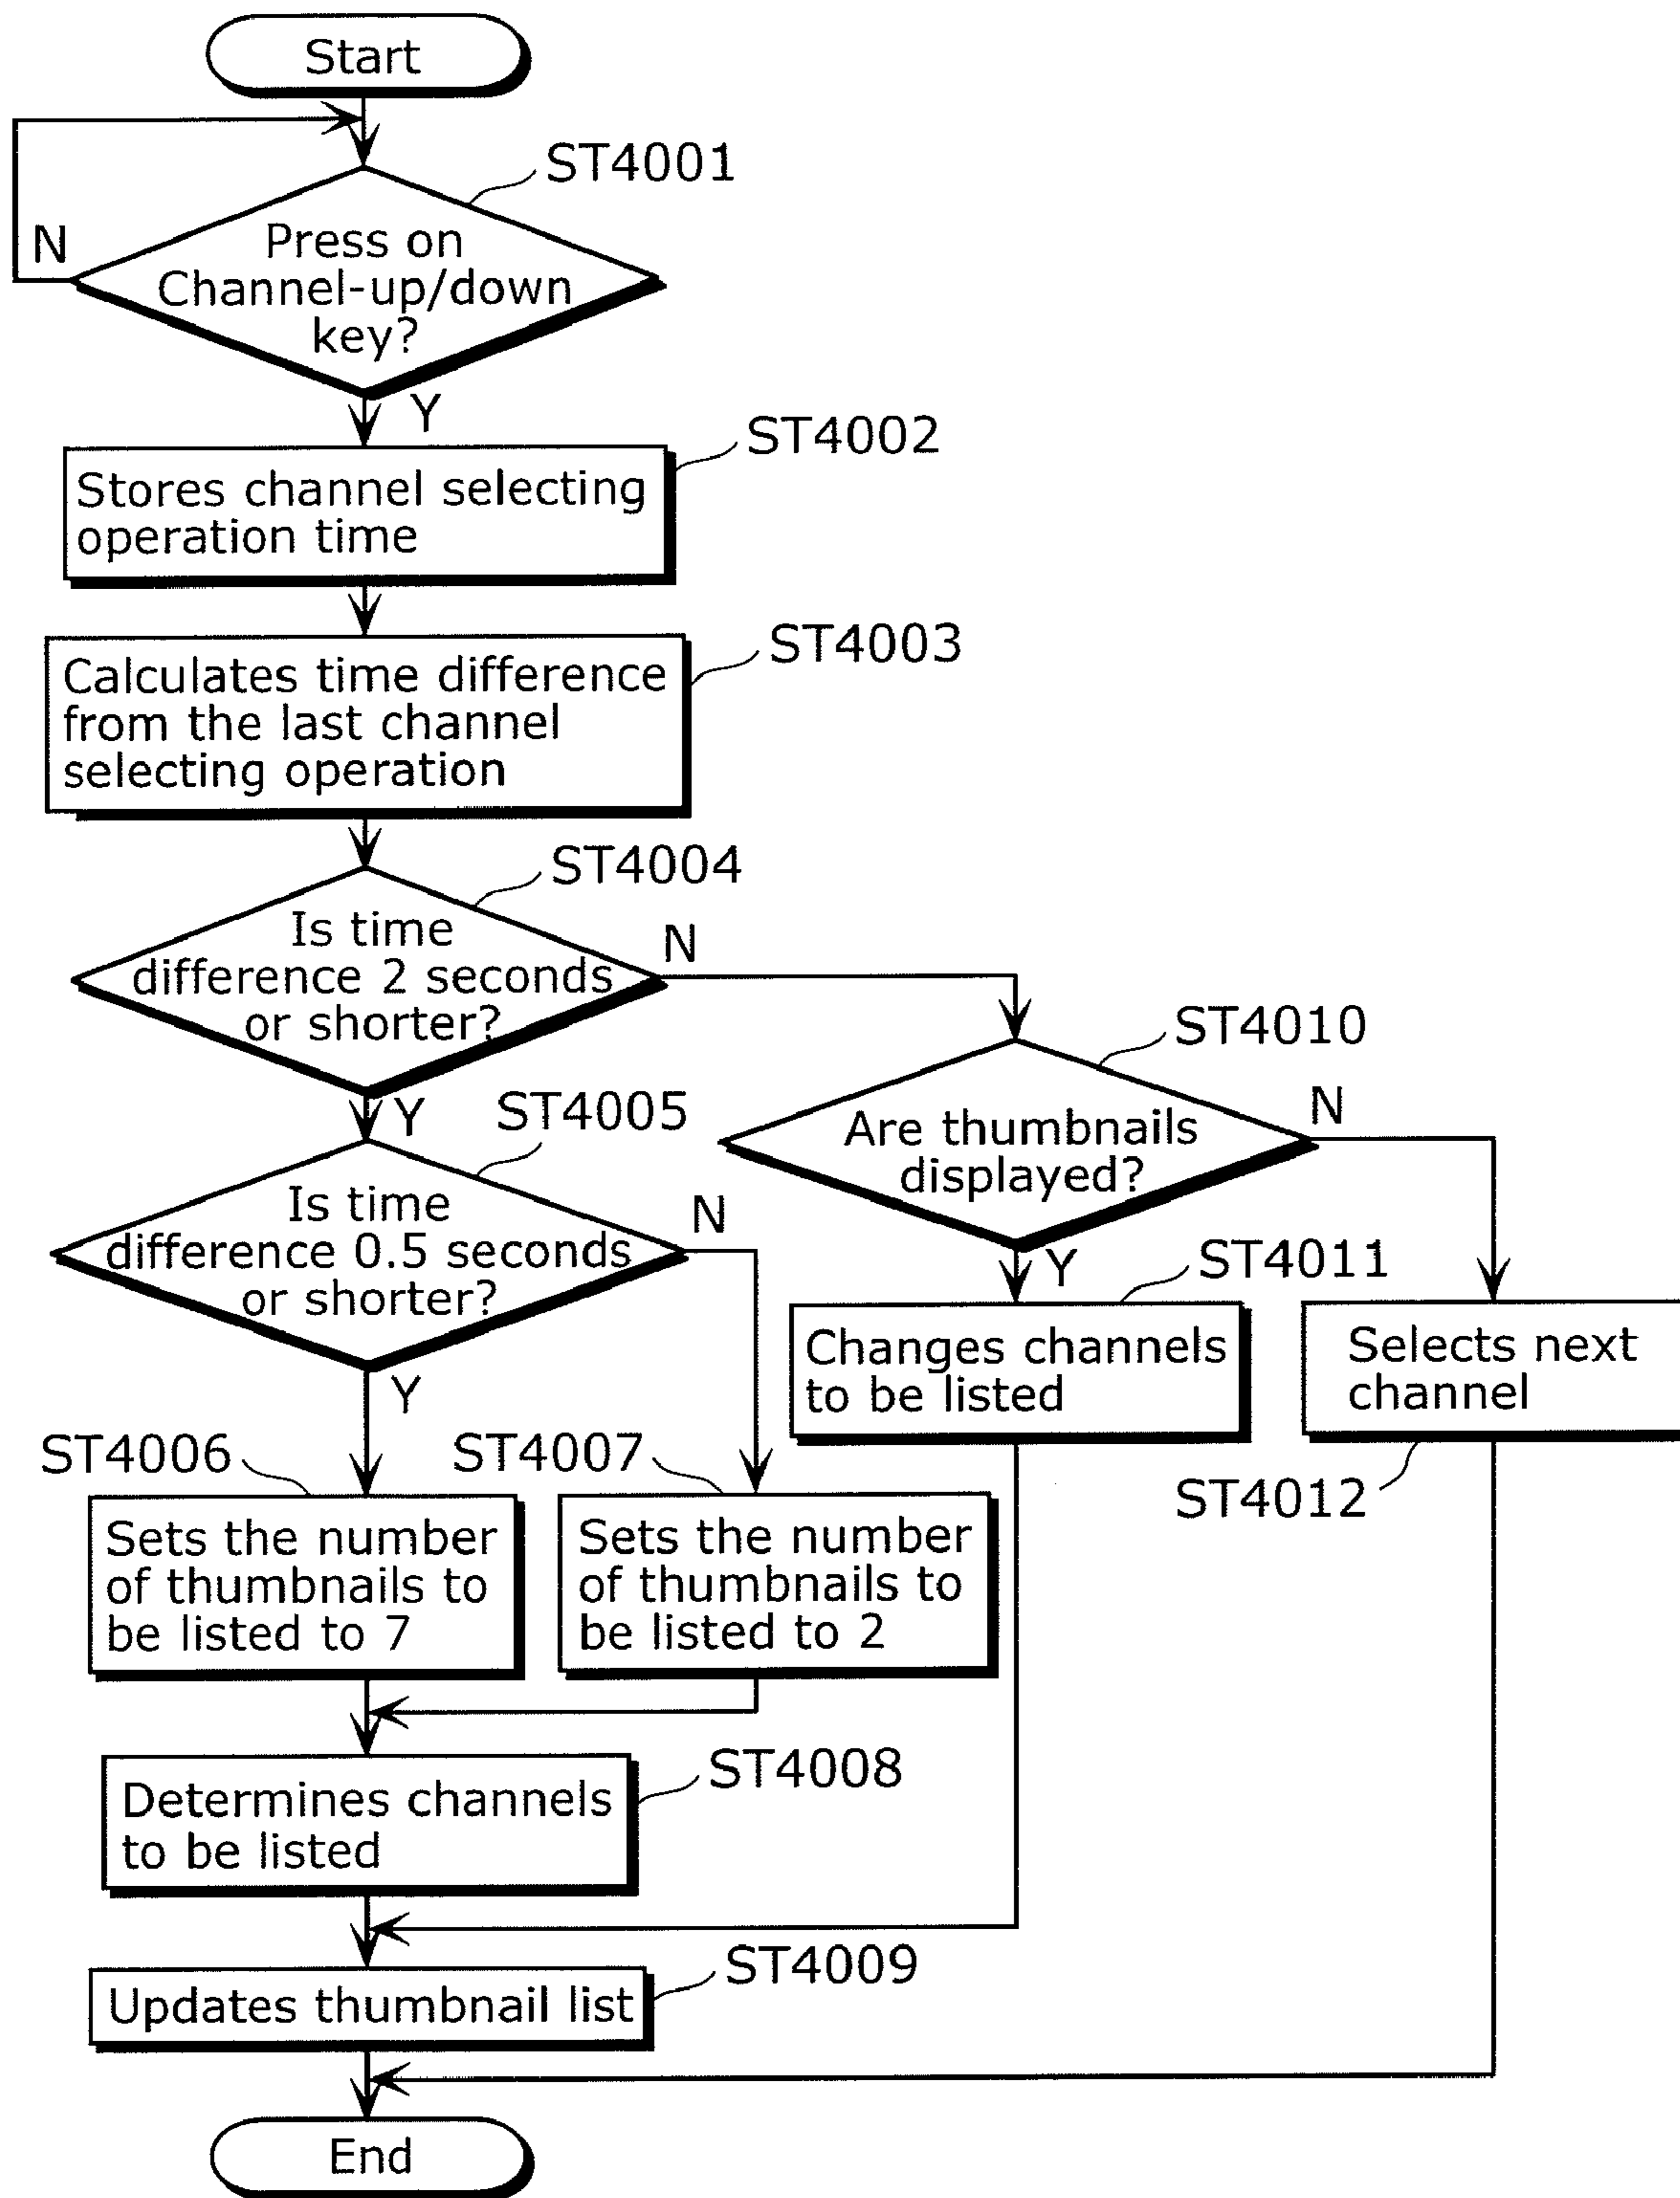 Start
ST4001
N
Press on
Channel-up/down
key?
Y
ST4002
Stores channel selecting
operation time
ST4003
Calculates time difference
from the last channel
selecting operation
ST4004
Is time
difference 2 seconds
or shorter?
N
Y
ST4010
Are thumbnails
displayed?
N
Y
ST4005
Is time
difference 0.5 seconds
or shorter?
N
Y
ST4011
Changes channels
to be listed
Selects next
channel
ST4012
ST4006
Sets the number
of thumbnails to
be listed to 7
ST4007
Sets the number
of thumbnails to
be listed to 2
ST4008
Determines channels
to be listed
ST4009
Updates thumbnail list
End